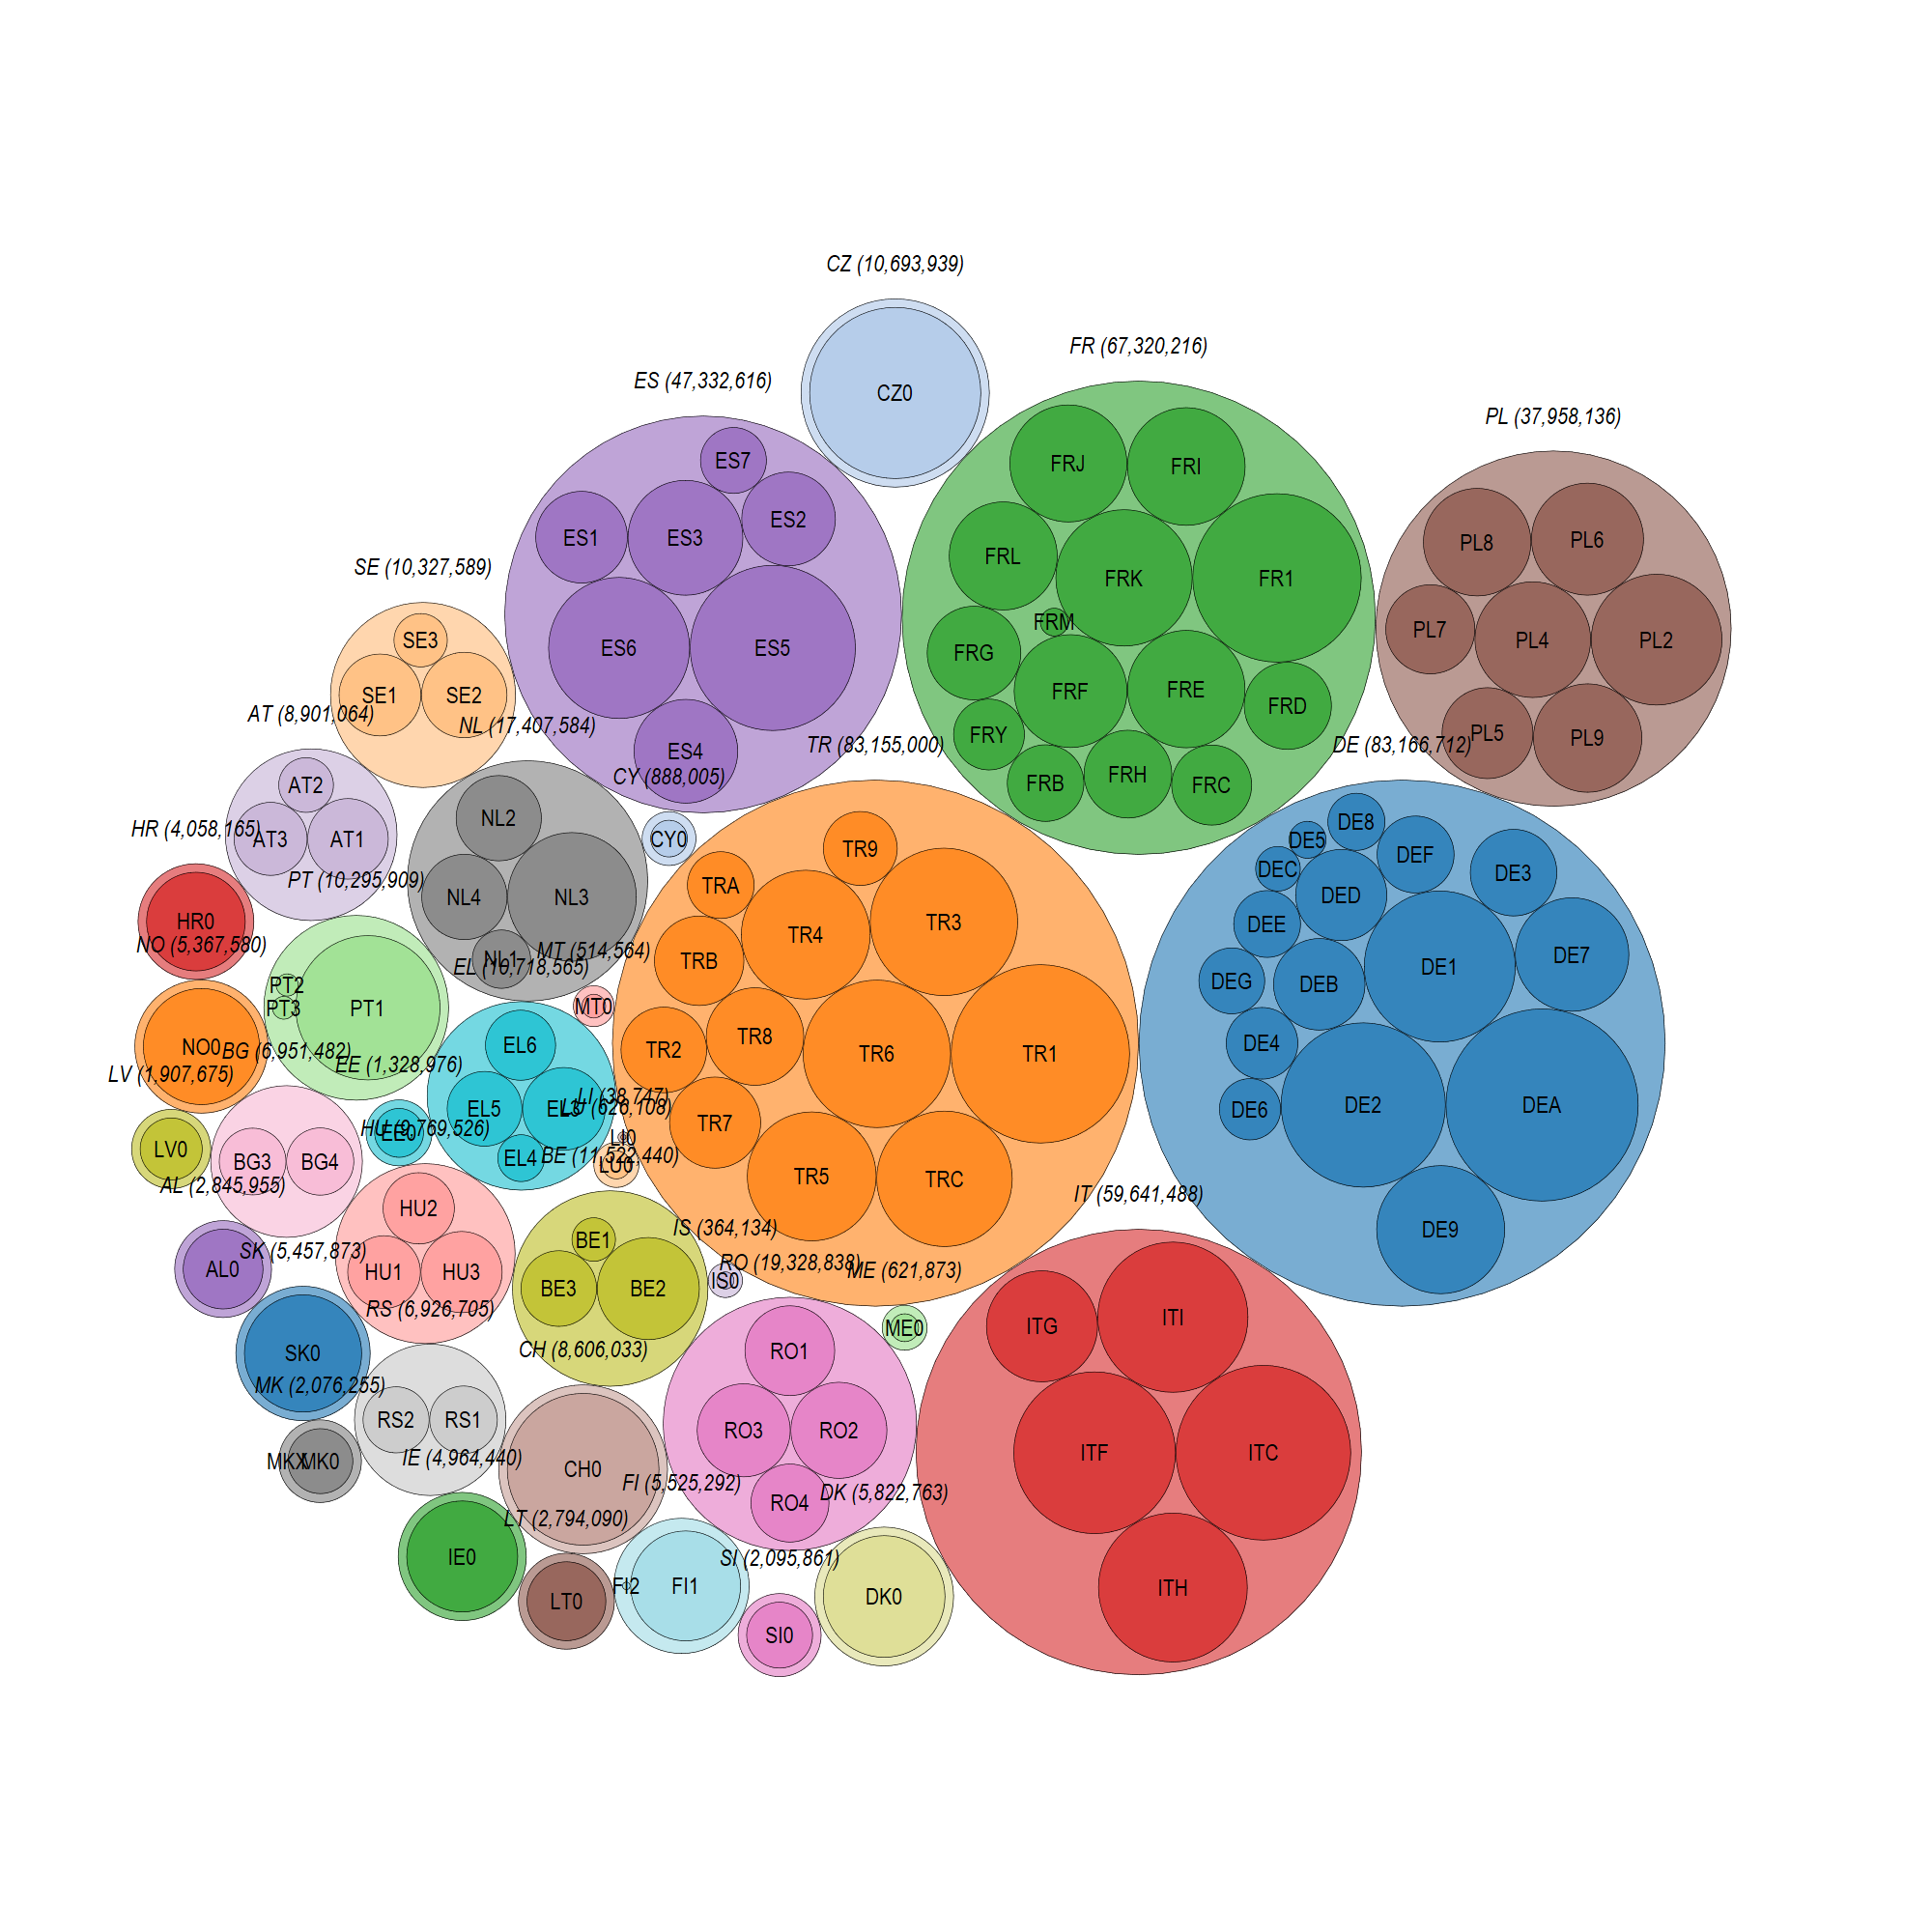 CZ (10,693,939)
CZ0
FR (67,320,216)
ES (47,332,616)
PL (37,958,136)
FRJ
FRI
ES7
ES1
ES3
ES2
FRL
FRK
FR1
PL8
PL6
SE (10,327,589)
FRM
PL7
PL4
PL2
SE3
ES6
ES5
FRG
FRF
FRE
FRD
SE1
SE2
AT (8,901,064)
NL (17,407,584)
ES4
FRY
PL5
PL9
TR (83,155,000)
DE (83,166,712)
CY (888,005)
FRB
FRH
FRC
AT2
NL2
HR (4,058,165)
AT3
AT1
CY0
TR9
DE8
DE5
DEF
DEC
DE3
PT (10,295,909)
TRA
DED
NL4
NL3
HR0
TR4
TR3
DEE
NO (5,367,580)
MT (514,564)
NL1
EL (10,718,565)
TRB
DE1
DE7
PT2
PT3
PT1
MT0
DEG
DEB
NO0
BG (6,951,482)
EE (1,328,976)
EL6
TR2
TR8
TR6
TR1
DE4
LV (1,907,675)
LI (38,747)
LU (626,108)
EL5
EL3
DE6
DE2
DEA
HU (9,769,526)
EE0
TR7
LI0
LV0
BG3
BG4
EL4
BE (11,522,440)
LU0
AL (2,845,955)
TR5
TRC
IT (59,641,488)
HU2
IS (364,134)
DE9
BE1
SK (5,457,873)
RO (19,328,838)
ME (621,873)
AL0
HU1
HU3
BE3
BE2
IS0
RS (6,926,705)
ME0
ITG
ITI
SK0
CH (8,606,033)
RO1
MK (2,076,255)
RS2
RS1
RO3
RO2
ITF
ITC
IE (4,964,440)
MKX
MK0
CH0
FI (5,525,292)
DK (5,822,763)
RO4
LT (2,794,090)
IE0
SI (2,095,861)
FI2
FI1
ITH
LT0
DK0
SI0